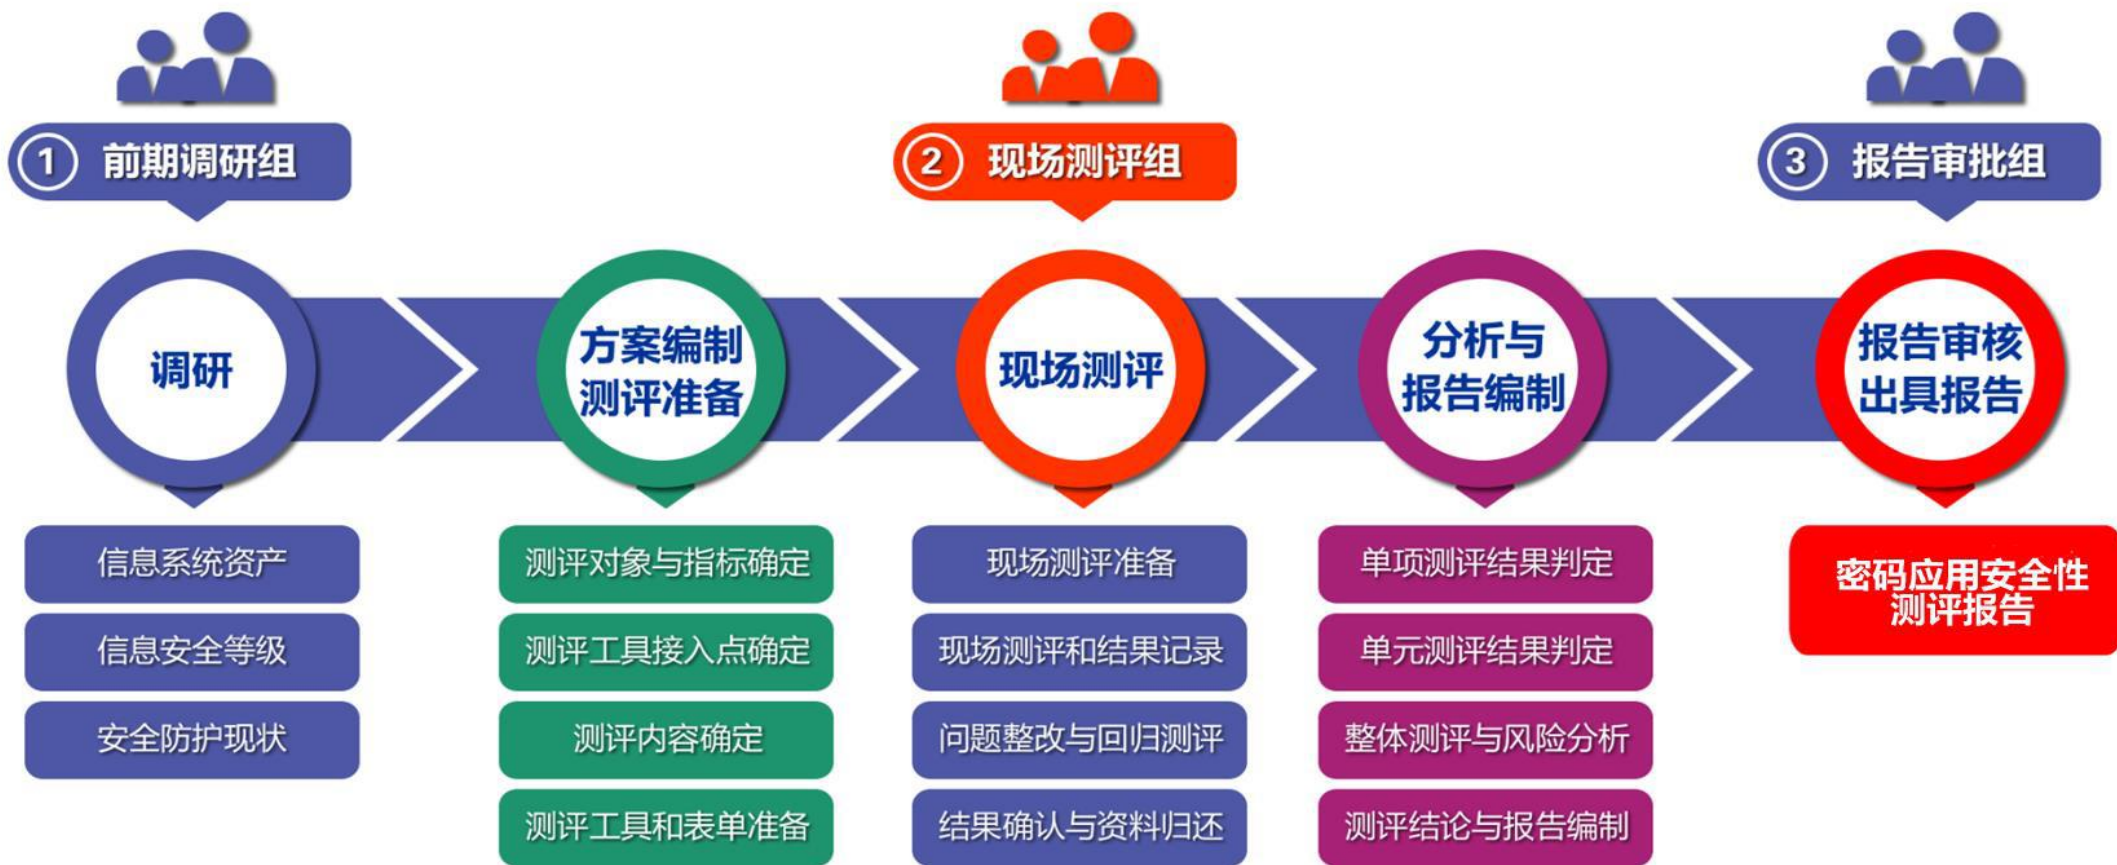 1 前期调研组
2 现场测评组
3 报告审批组
调研
方案编制
测评准备
现场测评
分析与
报告编制
报告审核
出具报告
信息系统资产
信息安全等级
安全防护现状
测评对象与指标确定
测评工具接入点确定
测评内容确定
测评工具和表单准备
现场测评准备
现场测评和结果记录
问题整改与回归测评
结果确认与资料归还
单项测评结果判定
单元测评结果判定
整体测评与风险分析
测评结论与报告编制
密码应用安全性
测评报告